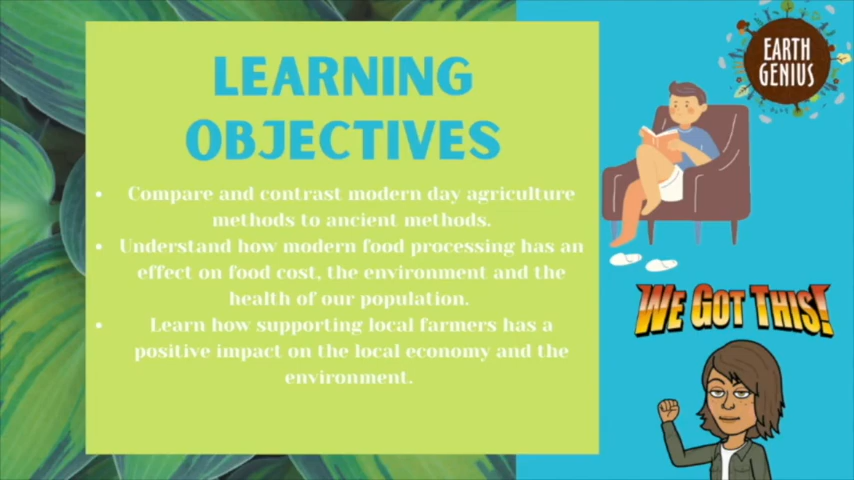 LEARNING
OBJECTIVES
• Compare and contrast modern day agriculture
methods to ancient methods.
• Understand how modern food processing has an
effect on food cost, the environment and the
health of our population.
• Learn how supporting local farmers has a
positive impact on the local economy and the
environment.
EARTH
GENIUS
WE GOT THIS!